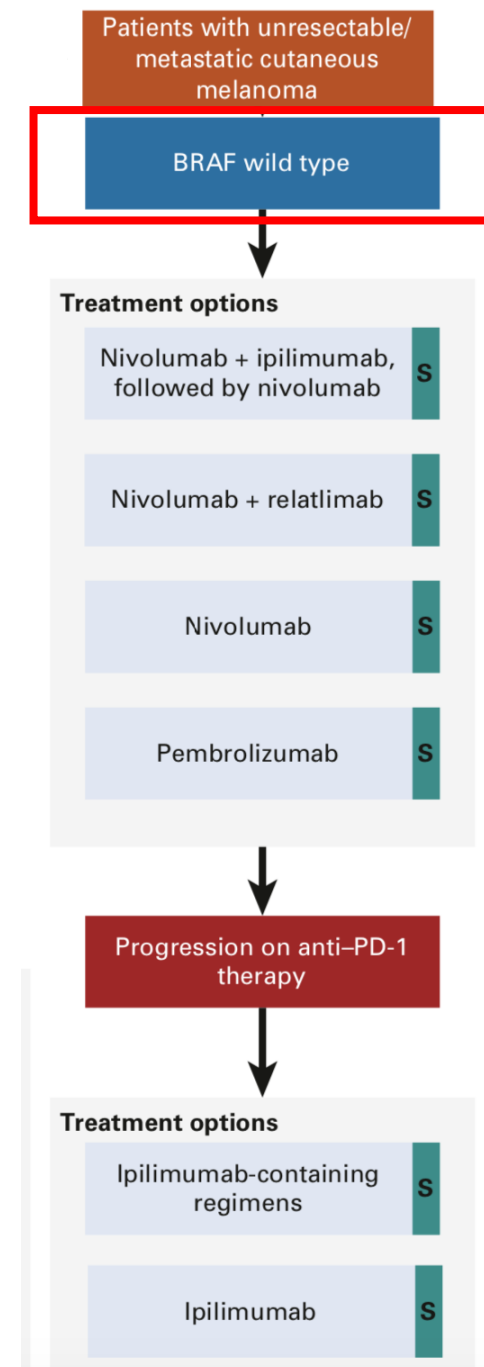 Patients with unresectable/
metastatic cutaneous
melanoma
BRAF wild type
Treatment options
Nivolumab + ipilimumab,
followed by nivolumab
S
Nivolumab + relatlimab
S
Nivolumab
S
Pembrolizumab
S
Progression on anti–PD-1
therapy
Treatment options
Ipilimumab-containing
regimens
S
Ipilimumab
S